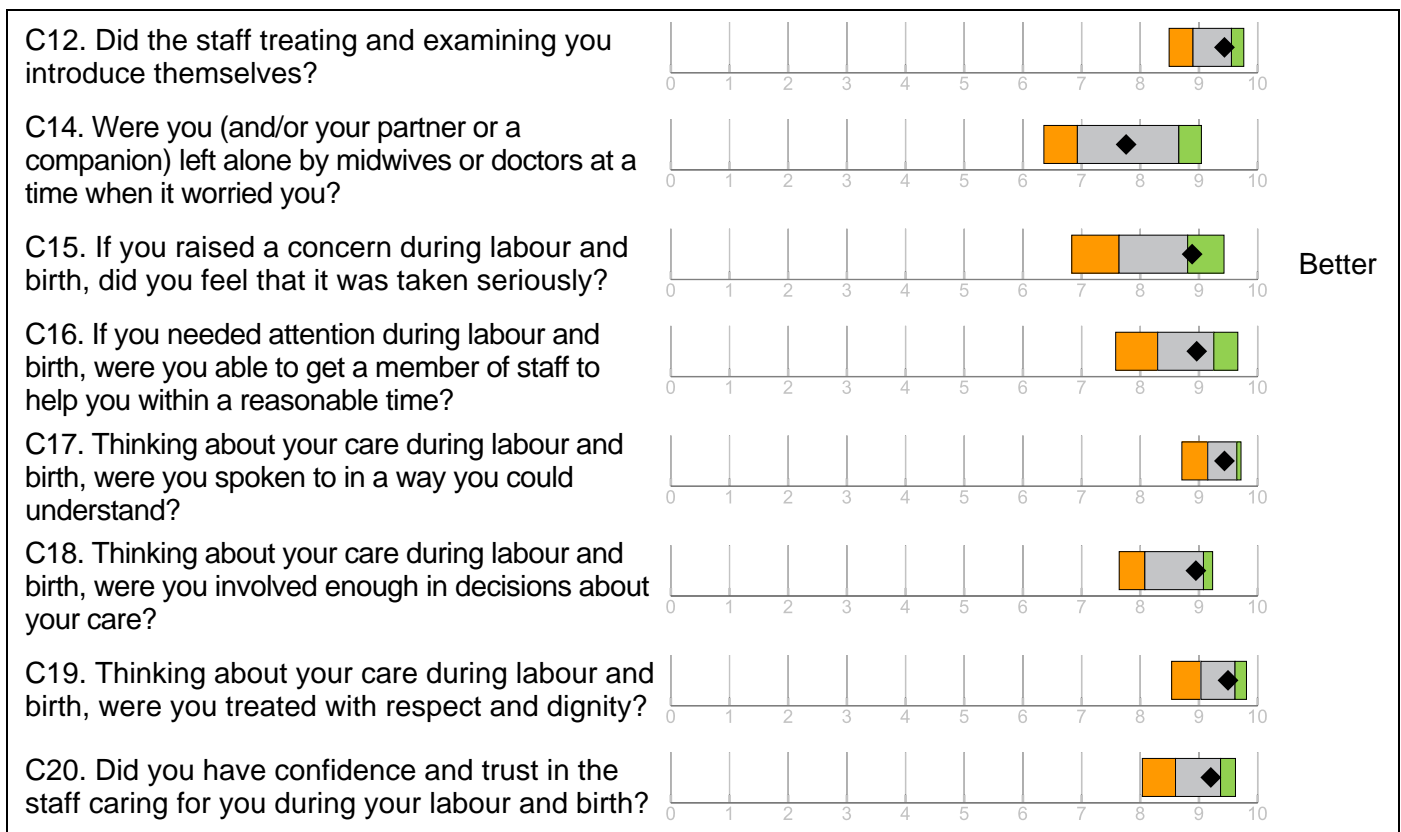 C12. Did the staff treating and examining you
introduce themselves?
0 1 2 3 4 5 6 7 8 9 10
C14. Were you (and/or your partner or a
companion) left alone by midwives or doctors at a
time when it worried you?
0 1 2 3 4 5 6 7 8 9 10
C15. If you raised a concern during labour and
birth, did you feel that it was taken seriously?
0 1 2 3 4 5 6 7 8 9 10
Better
C16. If you needed attention during labour and
birth, were you able to get a member of staff to
help you within a reasonable time?
0 1 2 3 4 5 6 7 8 9 10
C17. Thinking about your care during labour and
birth, were you spoken to in a way you could
understand?
0 1 2 3 4 5 6 7 8 9 10
C18. Thinking about your care during labour and
birth, were you involved enough in decisions about
your care?
0 1 2 3 4 5 6 7 8 9 10
C19. Thinking about your care during labour and
birth, were you treated with respect and dignity?
0 1 2 3 4 5 6 7 8 9 10
C20. Did you have confidence and trust in the
staff caring for you during your labour and birth?
0 1 2 3 4 5 6 7 8 9 10